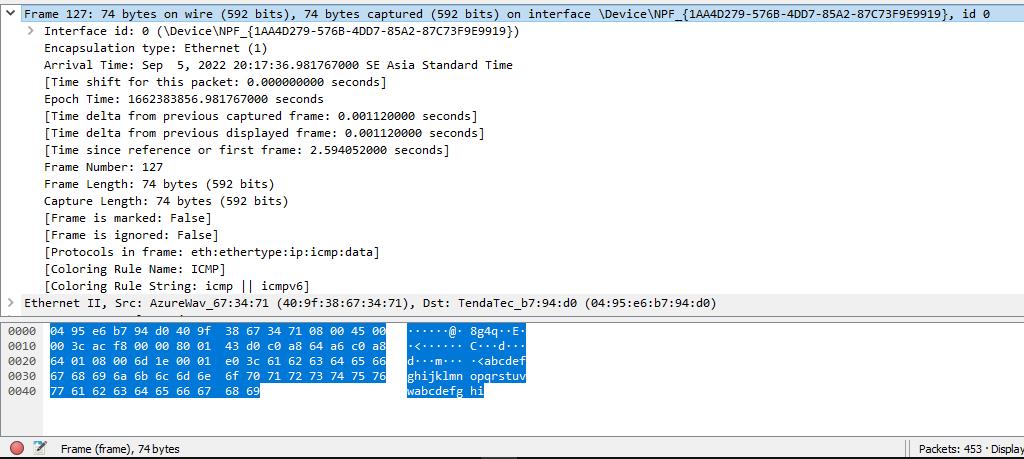 Frame 127: 74 bytes on wire (592 bits), 74 bytes captured (592 bits) on interface \Device\NPF_{1AA4D279-576B-4DD7-85A2-87C73F9E9919}, id 0
Interface id: 0 (\Device\NPF_{1AA4D279-576B-4DD7-85A2-87C73F9E9919})
Encapsulation type: Ethernet (1)
Arrival Time: Sep  5, 2022 20:17:36.981767000 SE Asia Standard Time
[Time shift for this packet: 0.000000000 seconds]
Epoch Time: 1662383856.981767000 seconds
[Time delta from previous captured frame: 0.001120000 seconds]
[Time delta from previous displayed frame: 0.001120000 seconds]
[Time since reference or first frame: 2.594052000 seconds]
Frame Number: 127
Frame Length: 74 bytes (592 bits)
Capture Length: 74 bytes (592 bits)
[Frame is marked: False]
[Frame is ignored: False]
[Protocols in frame: eth:ethertype:ip:icmp:data]
[Coloring Rule Name: ICMP]
[Coloring Rule String: icmp || icmpv6]
Ethernet II, Src: AzureWav_67:34:71 (40:9f:38:67:34:71), Dst: TendaTec_b7:94:d0 (04:95:e6:b7:94:d0)
0000 04 95 e6 b7 94 d0 40 9f 38 67 34 71 08 00 45 00 ······@· 8g4q··E·
0010 00 3c ac f8 00 00 80 01 43 d0 c0 a8 64 a6 c0 a8 ·<······ C···d···
0020 64 01 08 00 6d 1e 00 01 e0 3c 61 62 63 64 65 66 d···m··· ·<abcdef
0030 67 68 69 6a 6b 6c 6d 6e 6f 70 71 72 73 74 75 76 ghijklmn opqrstuv
0040 77 61 62 63 64 65 66 67 68 69 wabcdefg hi
Frame (frame), 74 bytes
Packets: 453 · Display